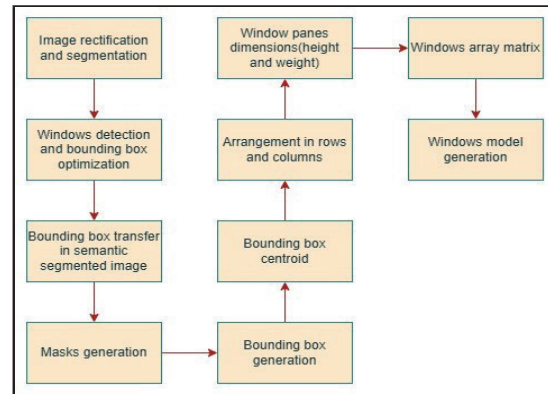 Image rectification
and segmentation
Windows detection
and bounding box
optimization
Bounding box transfer
in semantic
segmented image
Masks generation
Bounding box
generation
Bounding box
centroid
Arrangement in rows
and columns
Window panes
dimensions(height
and weight)
Windows array matrix
Windows model
generation